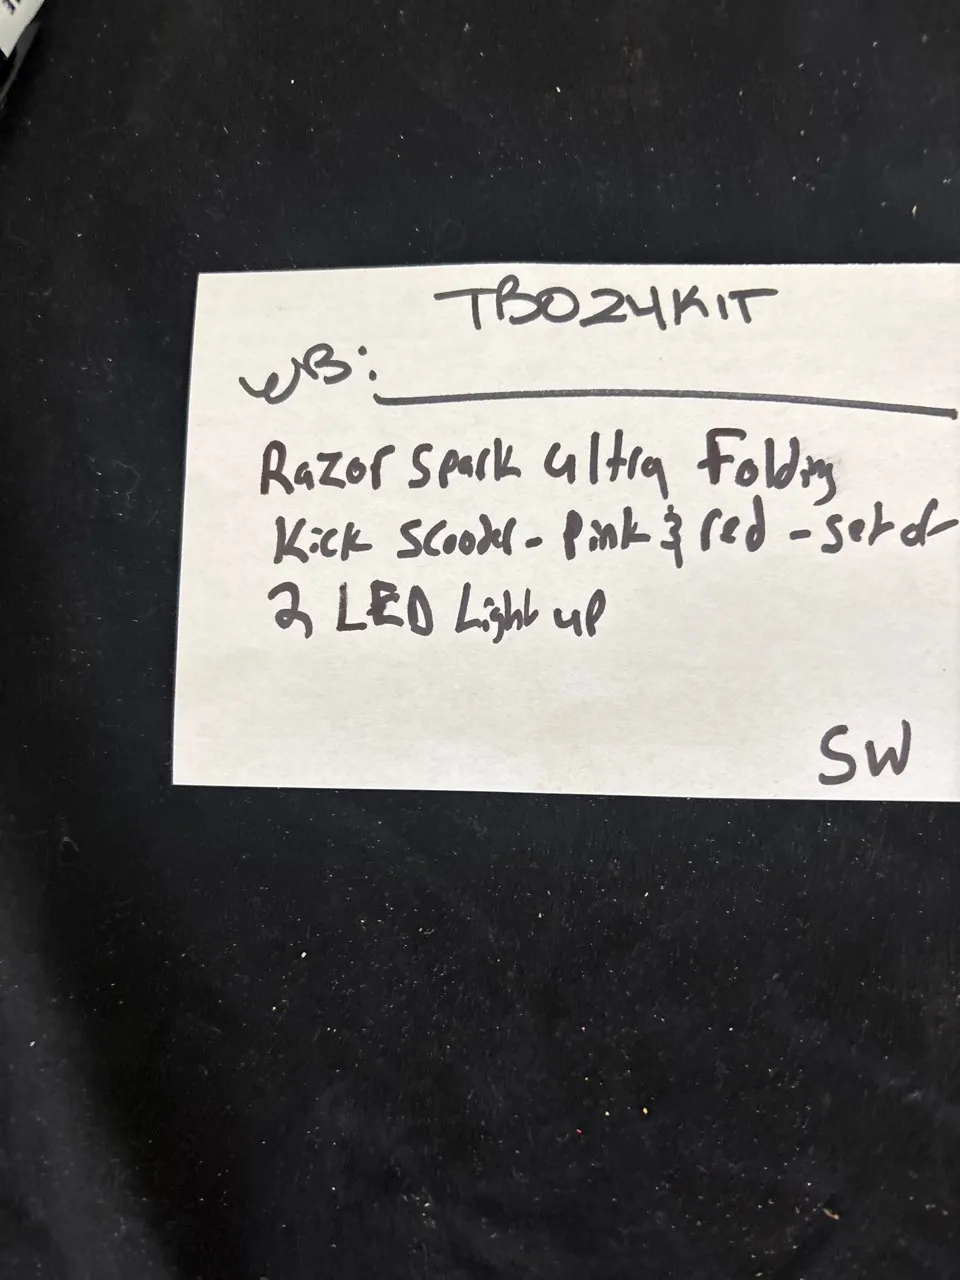 TB024KIT
WB:
Razor Spark Ultra Folding
Kick Scooter - Pink & red - set of
2 LED Light up
SW